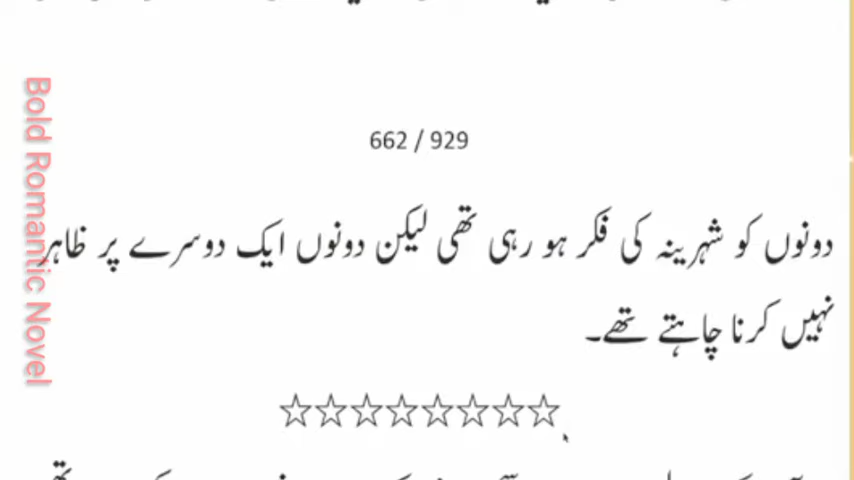 662 / 929
دونوں کو شہرینہ کی فکر ہو رہی تھی لیکن دونوں ایک دوسرے پر ظاہر
نہیں کرنا چاہتے تھے۔
☆☆☆☆☆☆☆☆
Bold Romantic Novel